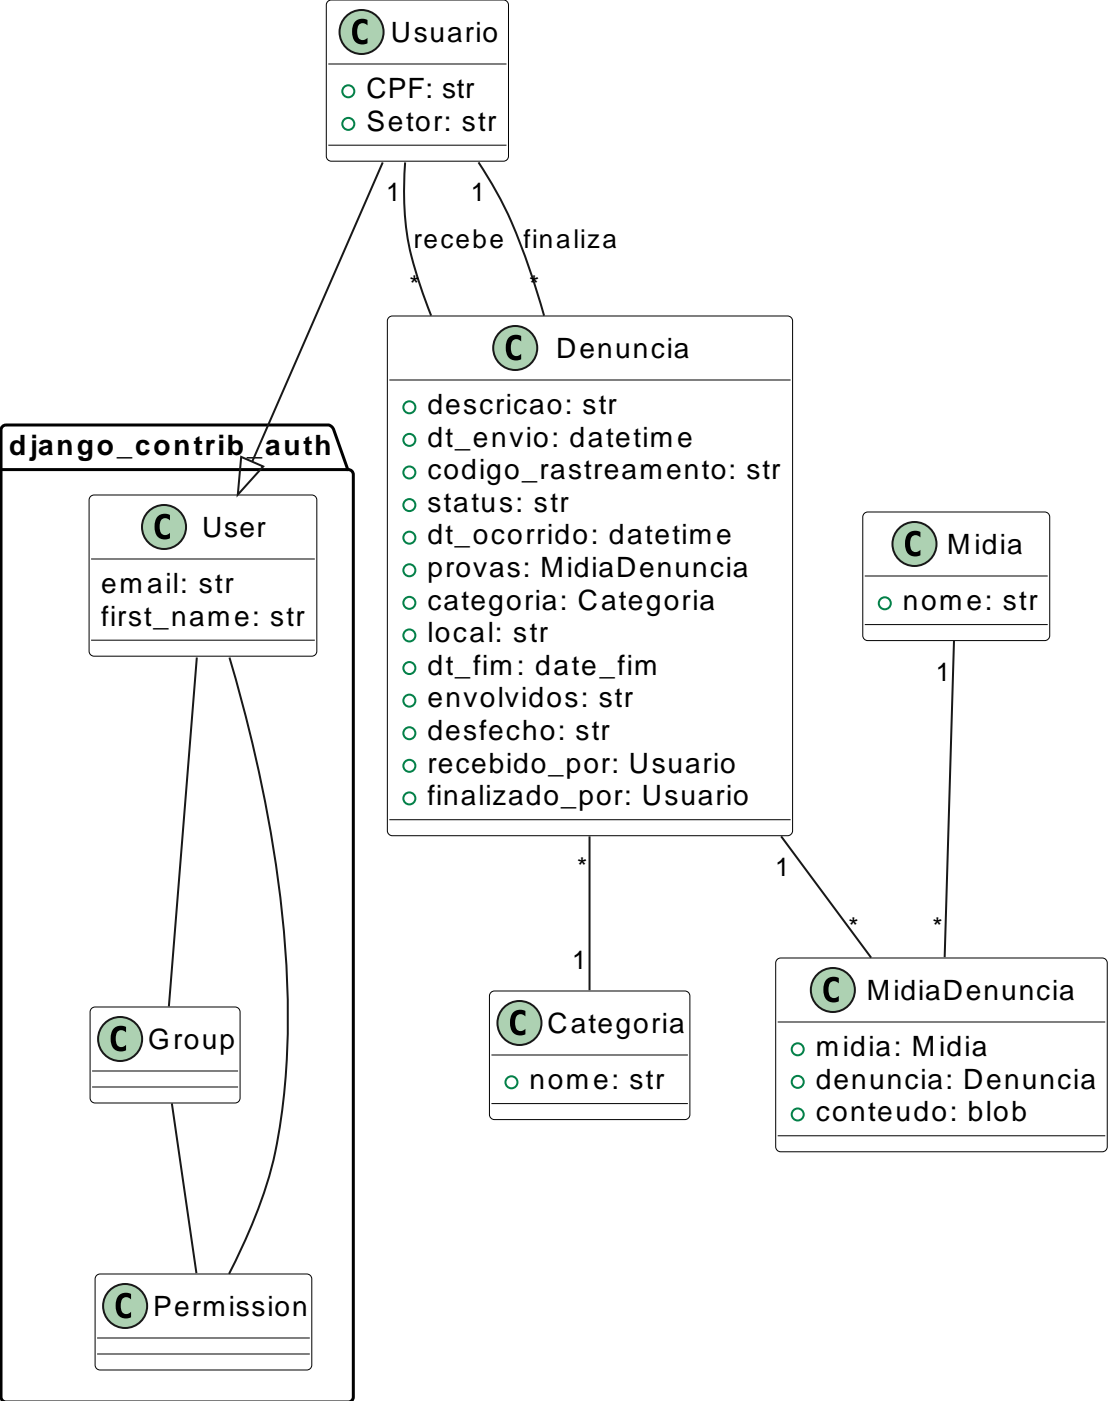 C Usuario
CPF: str
Setor: str
1
1
recebe
finaliza
*
*
C Denuncia
descricao: str
dt_envio: datetime
codigo_rastreamento: str
status: str
dt_ocorrido: datetime
provas: MidiaDenuncia
categoria: Categoria
local: str
dt_fim: date_fim
envolvidos: str
desfecho: str
recebido_por: Usuario
finalizado_por: Usuario
django_contrib_auth
C User
email: str
first_name: str
C Midia
nome: str
1
*
1
1
*
*
1
C Group
C Categoria
nome: str
C MidiaDenuncia
midia: Midia
denuncia: Denuncia
conteudo: blob
C Permission